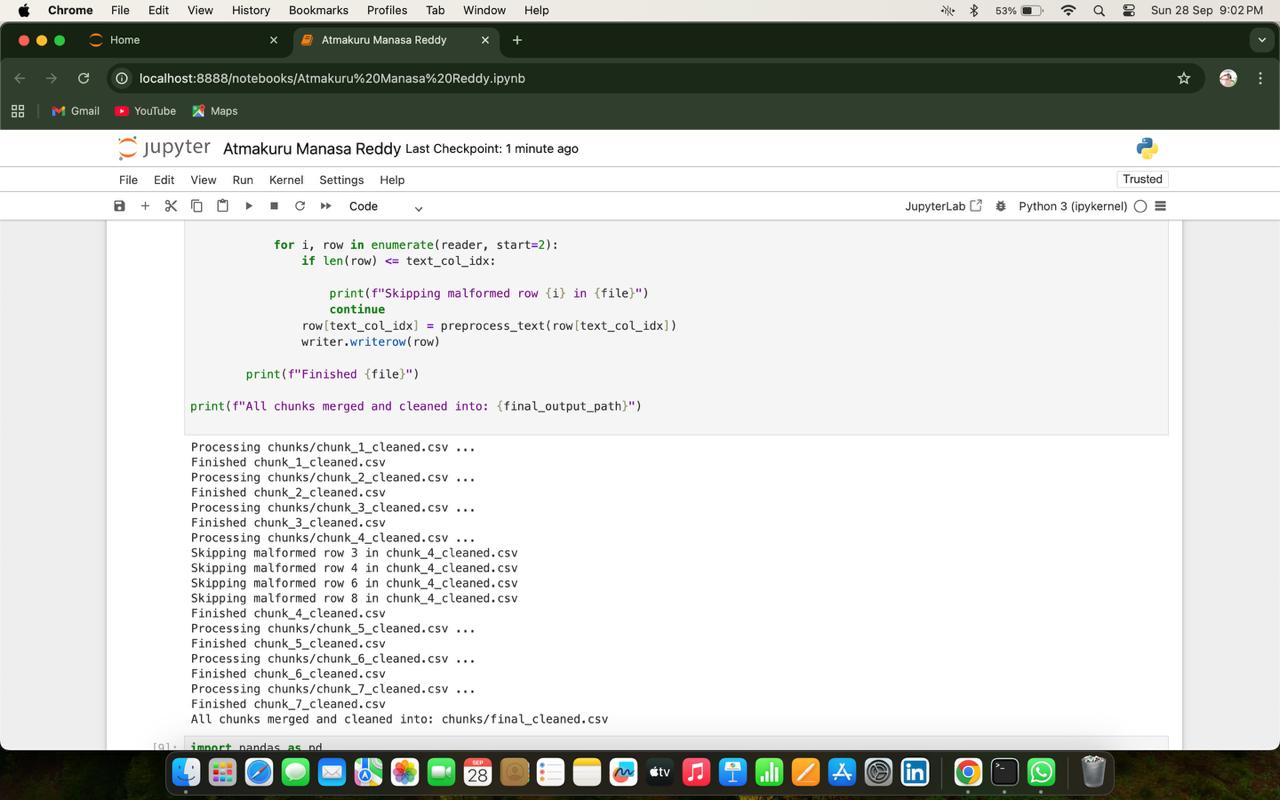 Chrome File Edit View History Bookmarks Profiles Tab Window Help 53% Sun 28 Sep 9:02 PM
Home Atmakuru Manasa Reddy
localhost:8888/notebooks/Atmakuru%20Manasa%20Reddy.ipynb
Gmail YouTube Maps
jupyter Atmakuru Manasa Reddy Last Checkpoint: 1 minute ago
File Edit View Run Kernel Settings Help Trusted
Code JupyterLab Python 3 (ipykernel)
for i, row in enumerate(reader, start=2):
if len(row) <= text_col_idx:
print(f"Skipping malformed row {i} in {file}")
continue
row[text_col_idx] = preprocess_text(row[text_col_idx])
writer.writerow(row)
print(f"Finished {file}")
print(f"All chunks merged and cleaned into: {final_output_path}")
Processing chunks/chunk_1_cleaned.csv ...
Finished chunk_1_cleaned.csv
Processing chunks/chunk_2_cleaned.csv ...
Finished chunk_2_cleaned.csv
Processing chunks/chunk_3_cleaned.csv ...
Finished chunk_3_cleaned.csv
Processing chunks/chunk_4_cleaned.csv ...
Skipping malformed row 3 in chunk_4_cleaned.csv
Skipping malformed row 4 in chunk_4_cleaned.csv
Skipping malformed row 6 in chunk_4_cleaned.csv
Skipping malformed row 8 in chunk_4_cleaned.csv
Finished chunk_4_cleaned.csv
Processing chunks/chunk_5_cleaned.csv ...
Finished chunk_5_cleaned.csv
Processing chunks/chunk_6_cleaned.csv ...
Finished chunk_6_cleaned.csv
Processing chunks/chunk_7_cleaned.csv ...
Finished chunk_7_cleaned.csv
All chunks merged and cleaned into: chunks/final_cleaned.csv
[9]: import pandas as pd
SEP
28
tv
in